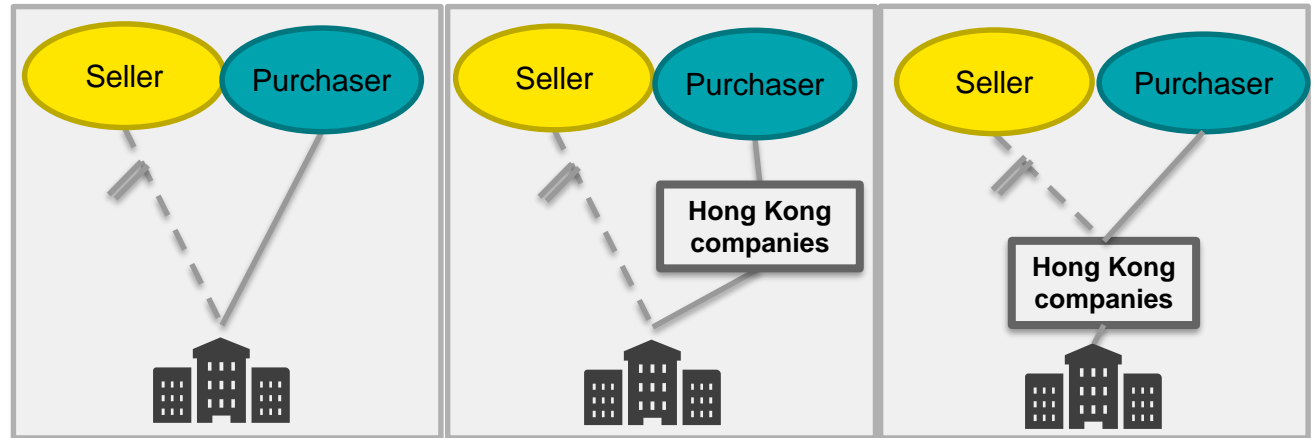 Seller
Purchaser
Seller
Purchaser
Hong Kong
companies
Seller
Purchaser
Hong Kong
companies